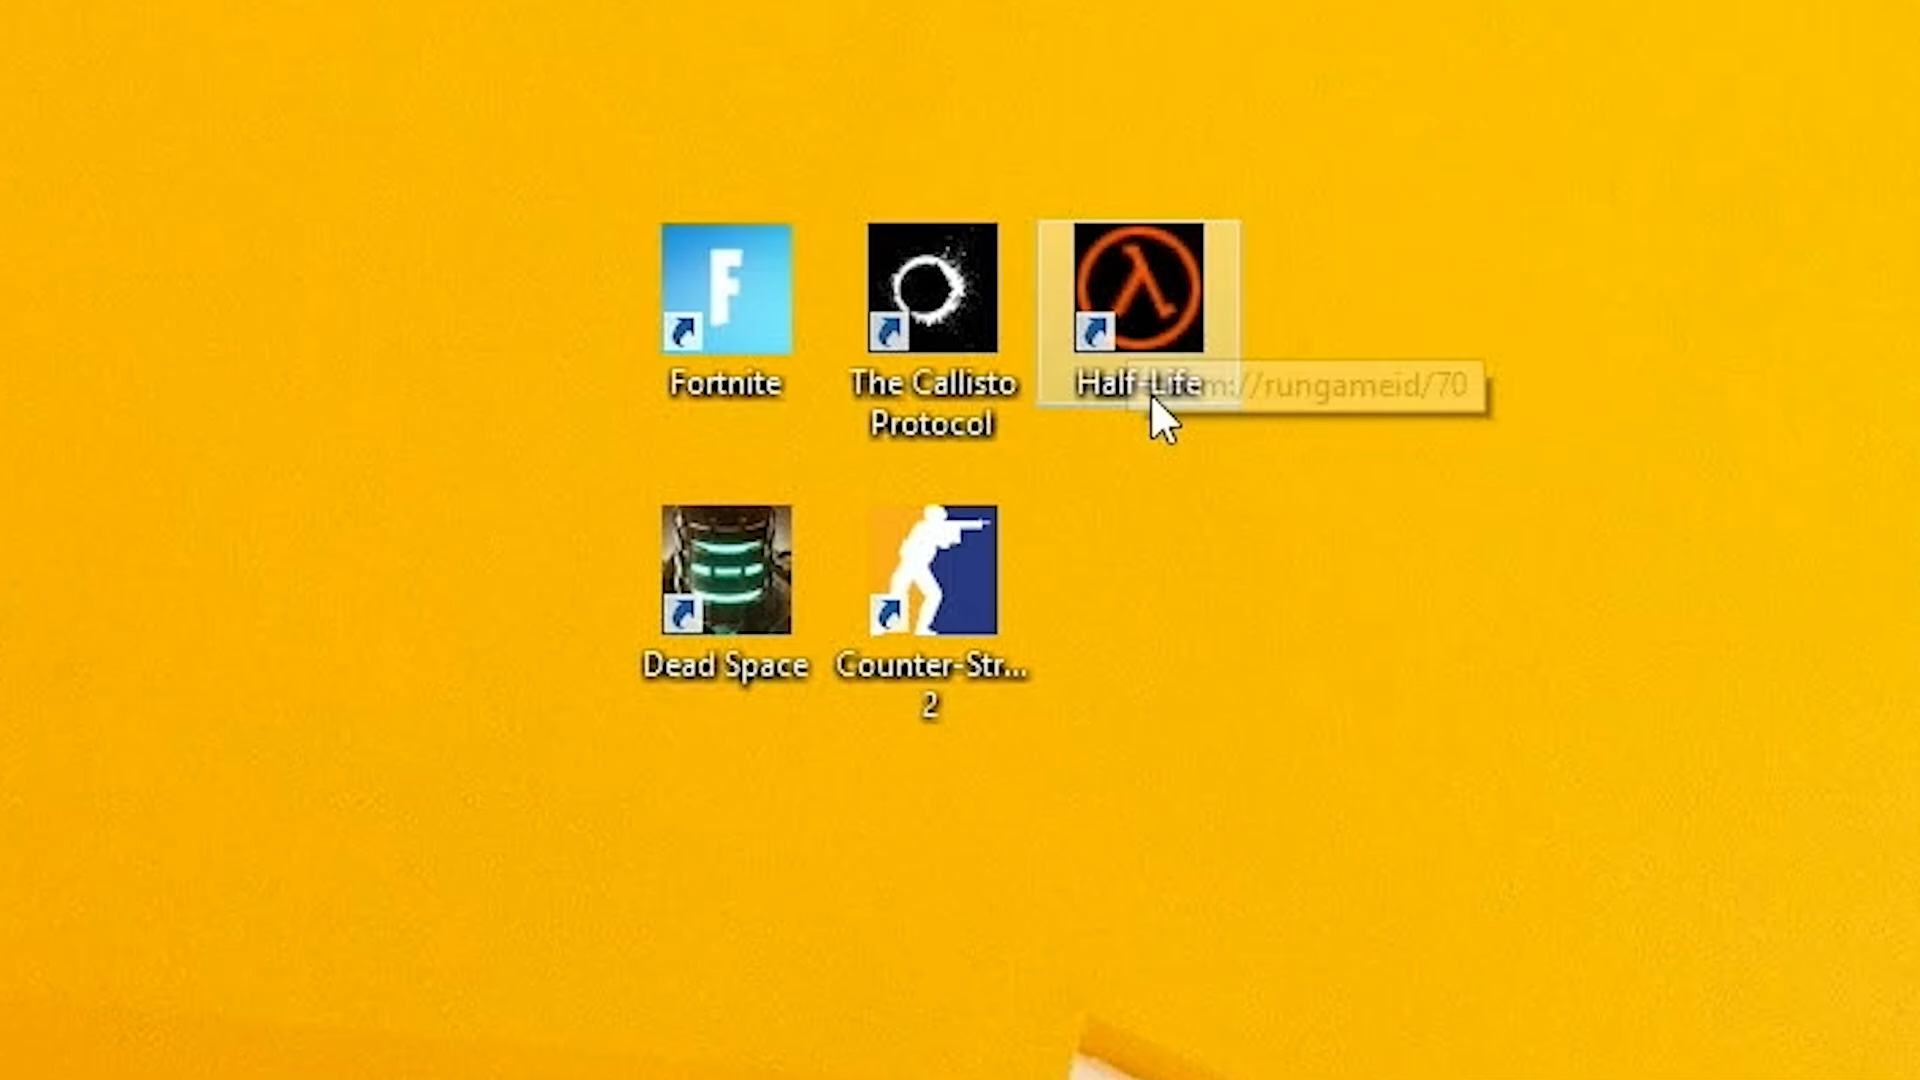 F
Fortnite
The Callisto
Protocol
Half-Life
m://rungameid/70
Dead Space
Counter-Str...
2